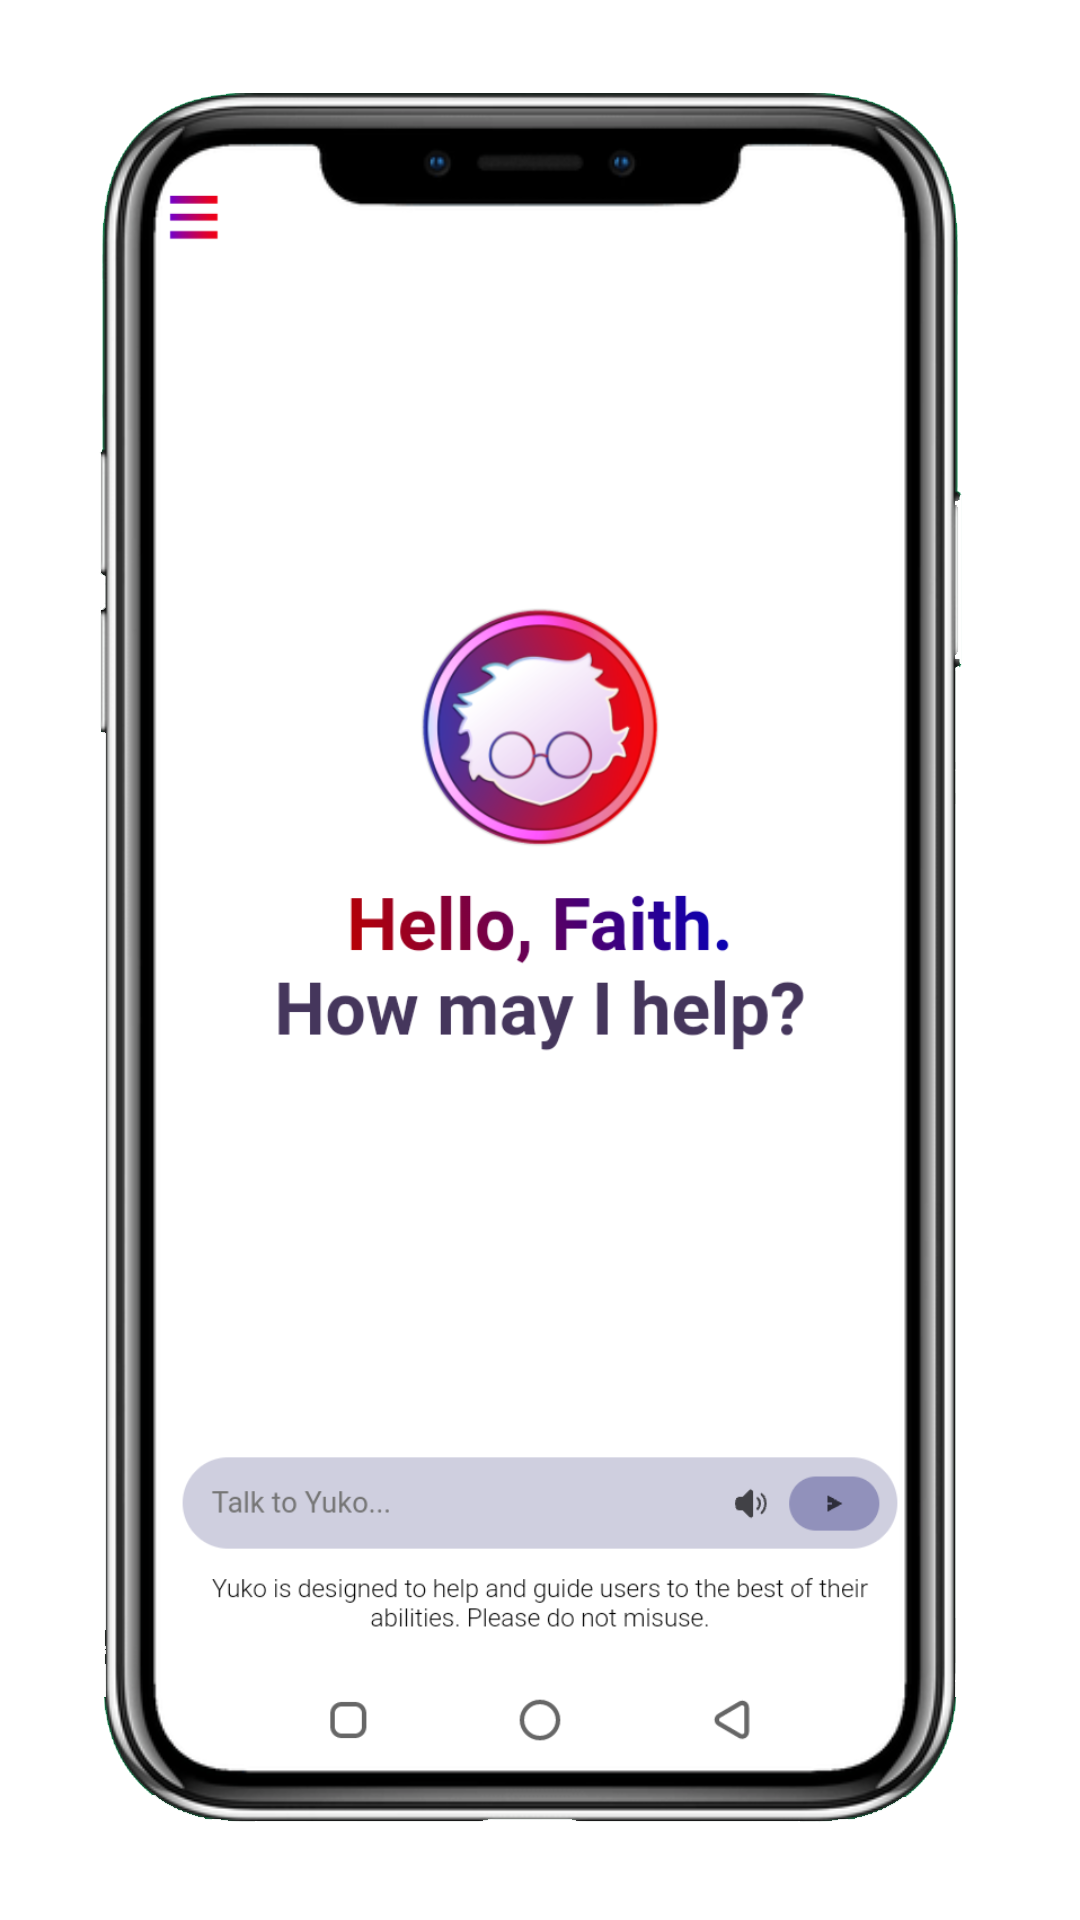 Hello, Faith.
How may I help?
Talk to Yuko...
Yuko is designed to help and guide users to the best of their
abilities. Please do not misuse.